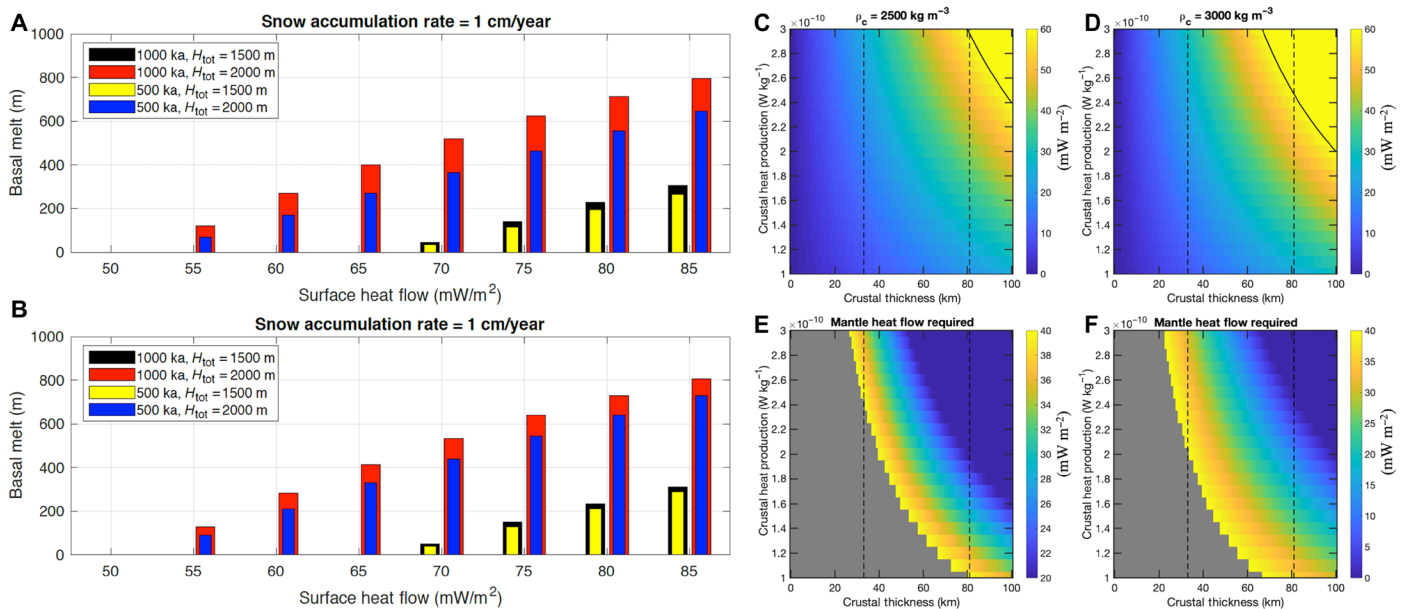 A
Snow accumulation rate = 1 cm/year
1000
800
600
400
200
0
Basal melt (m)
1000 ka, Htot = 1500 m
1000 ka, Htot = 2000 m
500 ka, Htot = 1500 m
500 ka, Htot = 2000 m
50 55 60 65 70 75 80 85
Surface heat flow (mW/m²)
B
Snow accumulation rate = 1 cm/year
1000
800
600
400
200
0
Basal melt (m)
1000 ka, Htot = 1500 m
1000 ka, Htot = 2000 m
500 ka, Htot = 1500 m
500 ka, Htot = 2000 m
50 55 60 65 70 75 80 85
Surface heat flow (mW/m²)
C
ρc = 2500 kg m⁻³
×10⁻¹⁰
3
2.8
2.6
2.4
2.2
2
1.8
1.6
1.4
1.2
1
Crustal heat production (W kg⁻¹)
0 20 40 60 80 100
Crustal thickness (km)
60
50
40
30
20
10
0
(mW m⁻²)
D
ρc = 3000 kg m⁻³
×10⁻¹⁰
3
2.8
2.6
2.4
2.2
2
1.8
1.6
1.4
1.2
1
Crustal heat production (W kg⁻¹)
0 20 40 60 80 100
Crustal thickness (km)
60
50
40
30
20
10
0
(mW m⁻²)
E
Mantle heat flow required
×10⁻¹⁰
3
2.8
2.6
2.4
2.2
2
1.8
1.6
1.4
1.2
1
Crustal heat production (W kg⁻¹)
0 20 40 60 80 100
Crustal thickness (km)
40
38
36
34
32
30
28
26
24
22
20
(mW m⁻²)
F
Mantle heat flow required
×10⁻¹⁰
3
2.8
2.6
2.4
2.2
2
1.8
1.6
1.4
1.2
1
Crustal heat production (W kg⁻¹)
0 20 40 60 80 100
Crustal thickness (km)
40
35
30
25
20
15
10
5
0
(mW m⁻²)